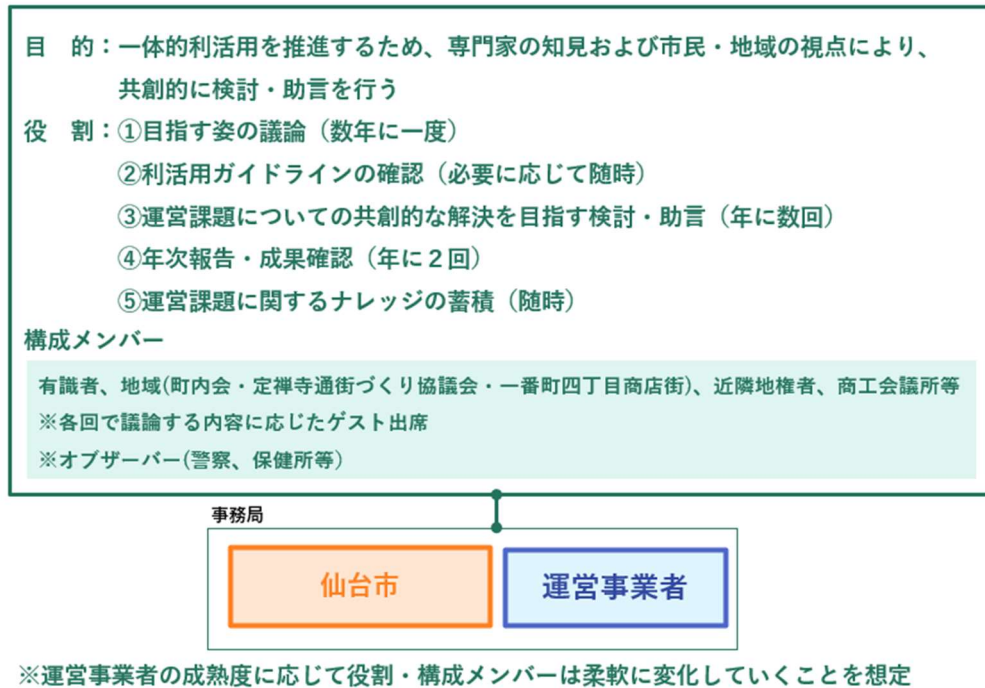 目　的：一体的利活用を推進するため、専門家の知見および市民・地域の視点により、
共創的に検討・助言を行う
役　割：①目指す姿の議論（数年に一度）
②利活用ガイドラインの確認（必要に応じて随時）
③運営課題についての共創的な解決を目指す検討・助言（年に数回）
④年次報告・成果確認（年に２回）
⑤運営課題に関するナレッジの蓄積（随時）
構成メンバー
有識者、地域(町内会・定禅寺通街づくり協議会・一番町四丁目商店街)、近隣地権者、商工会議所等
※各回で議論する内容に応じたゲスト出席
※オブザーバー(警察、保健所等）
事務局
仙台市
運営事業者
※運営事業者の成熟度に応じて役割・構成メンバーは柔軟に変化していくことを想定